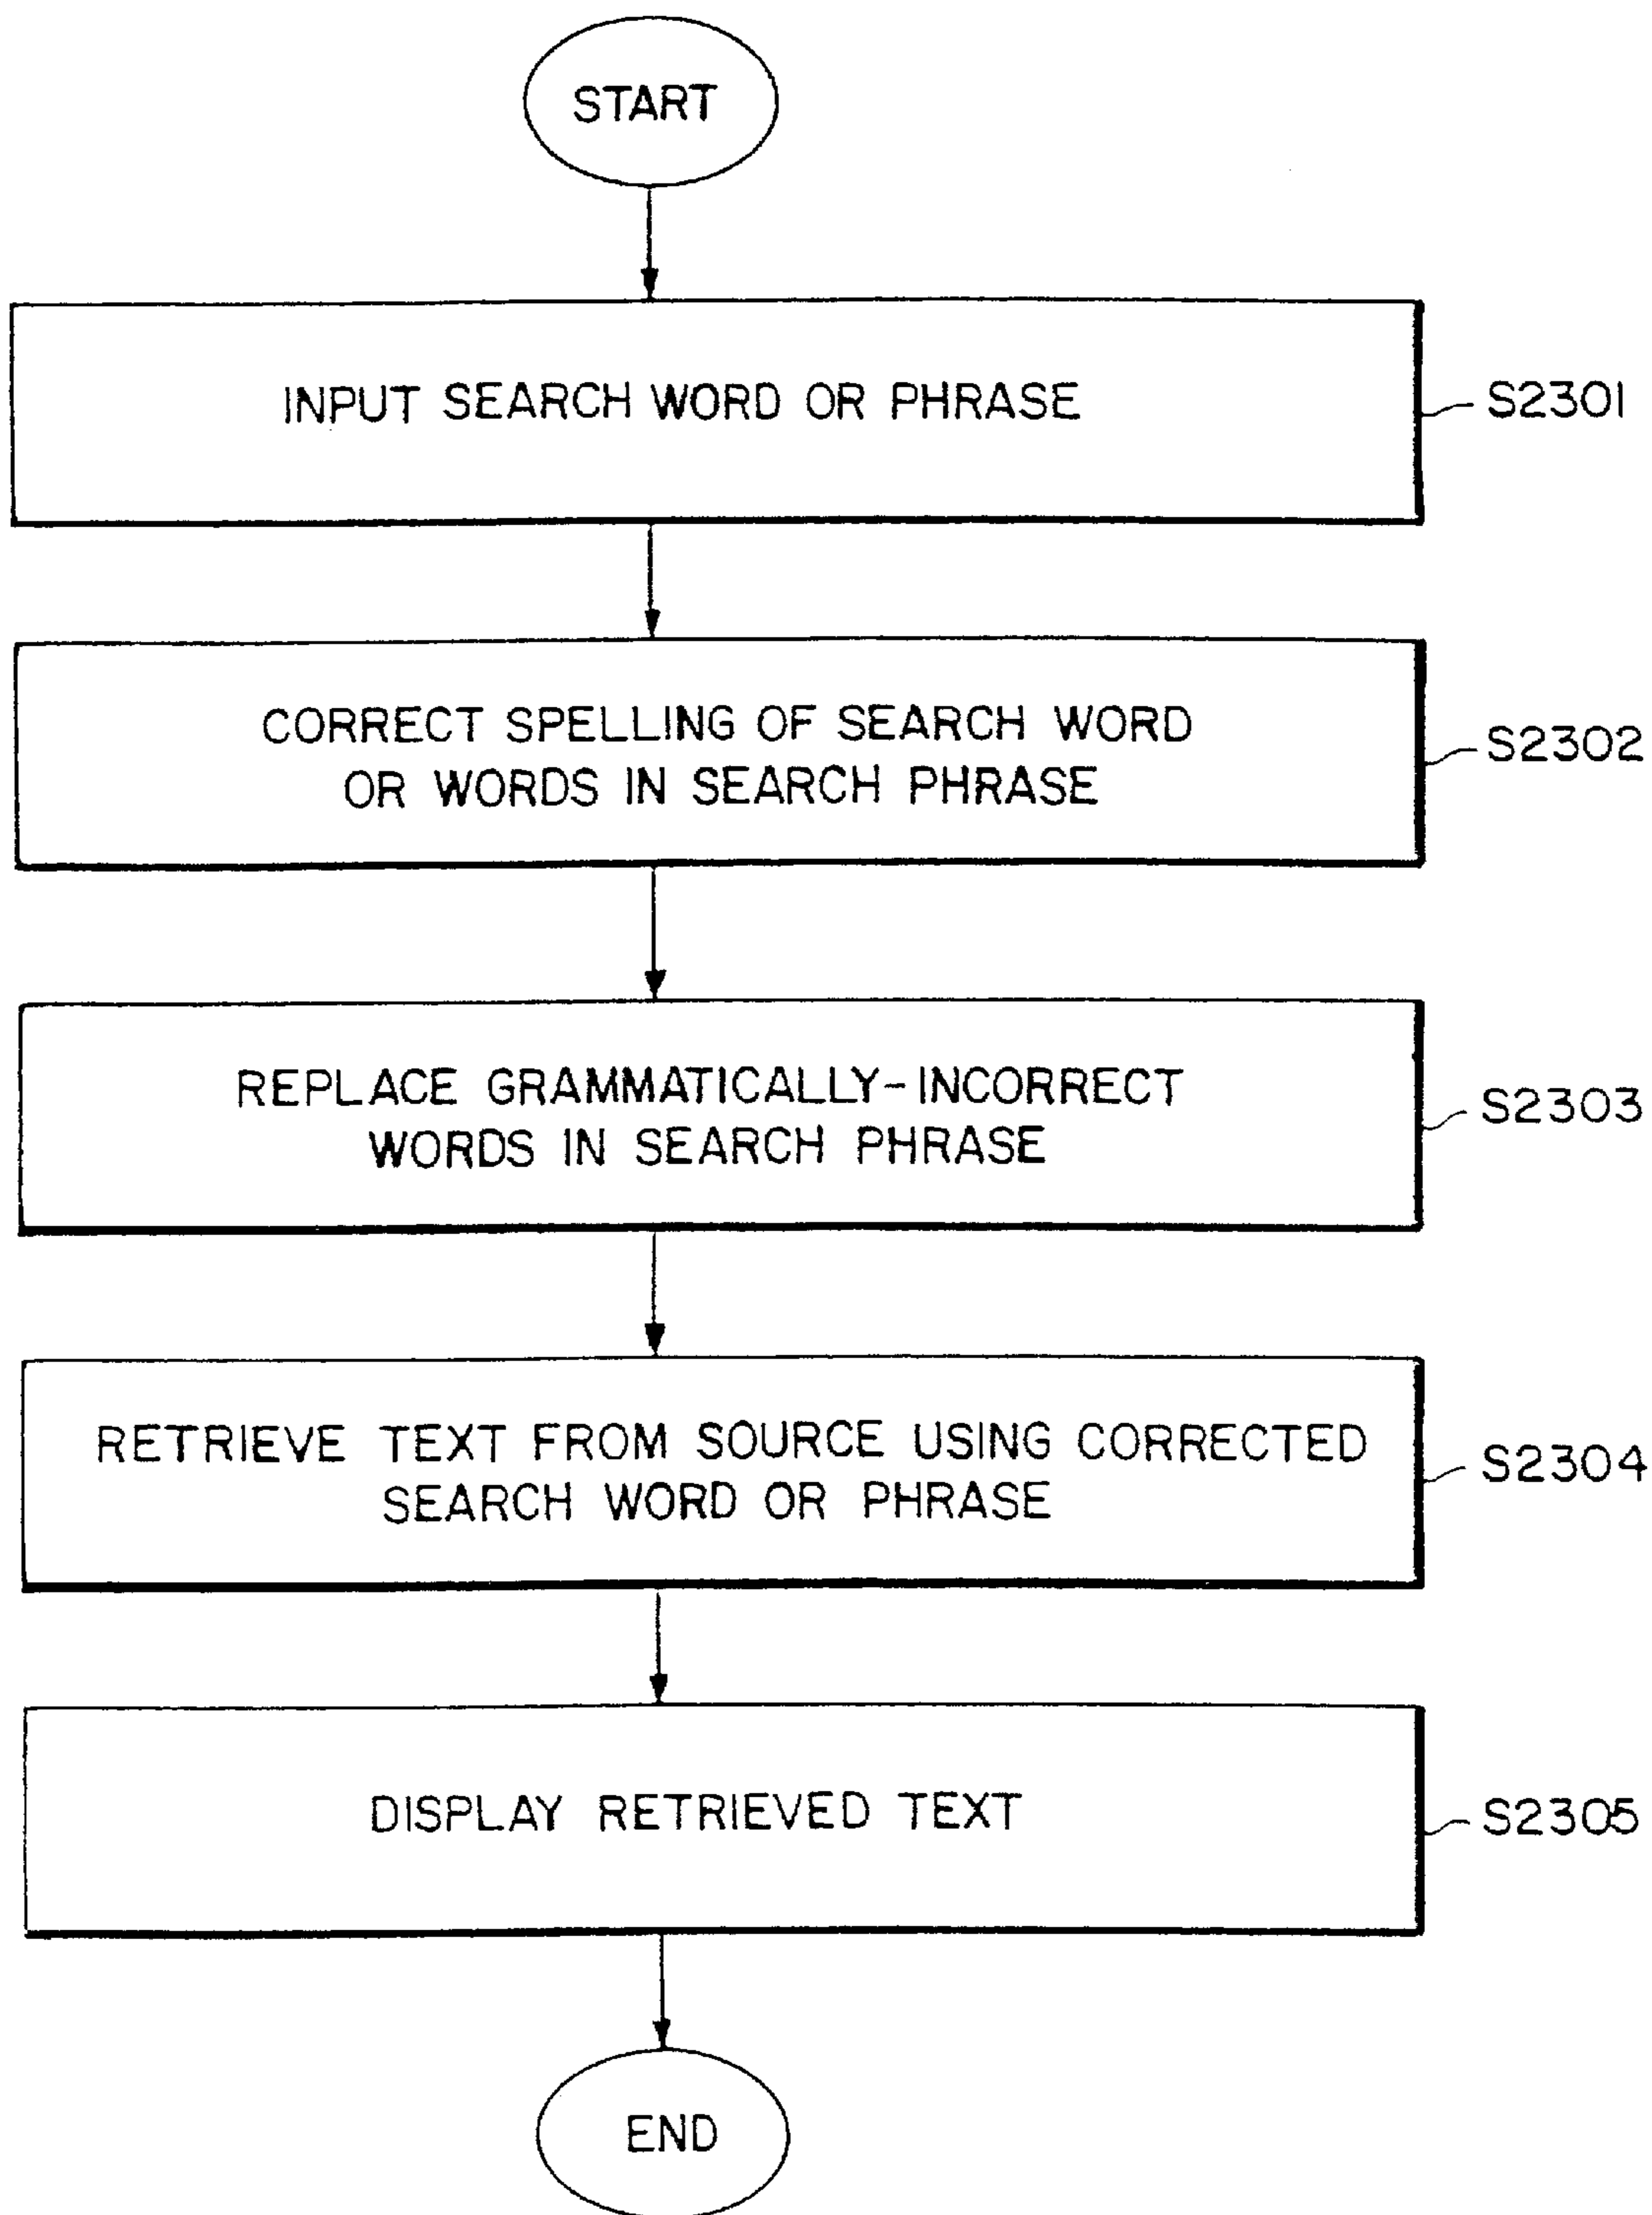 START
INPUT SEARCH WORD OR PHRASE
S2301
CORRECT SPELLING OF SEARCH WORD
OR WORDS IN SEARCH PHRASE
S2302
REPLACE GRAMMATICALLY-INCORRECT
WORDS IN SEARCH PHRASE
S2303
RETRIEVE TEXT FROM SOURCE USING CORRECTED
SEARCH WORD OR PHRASE
S2304
DISPLAY RETRIEVED TEXT
S2305
END